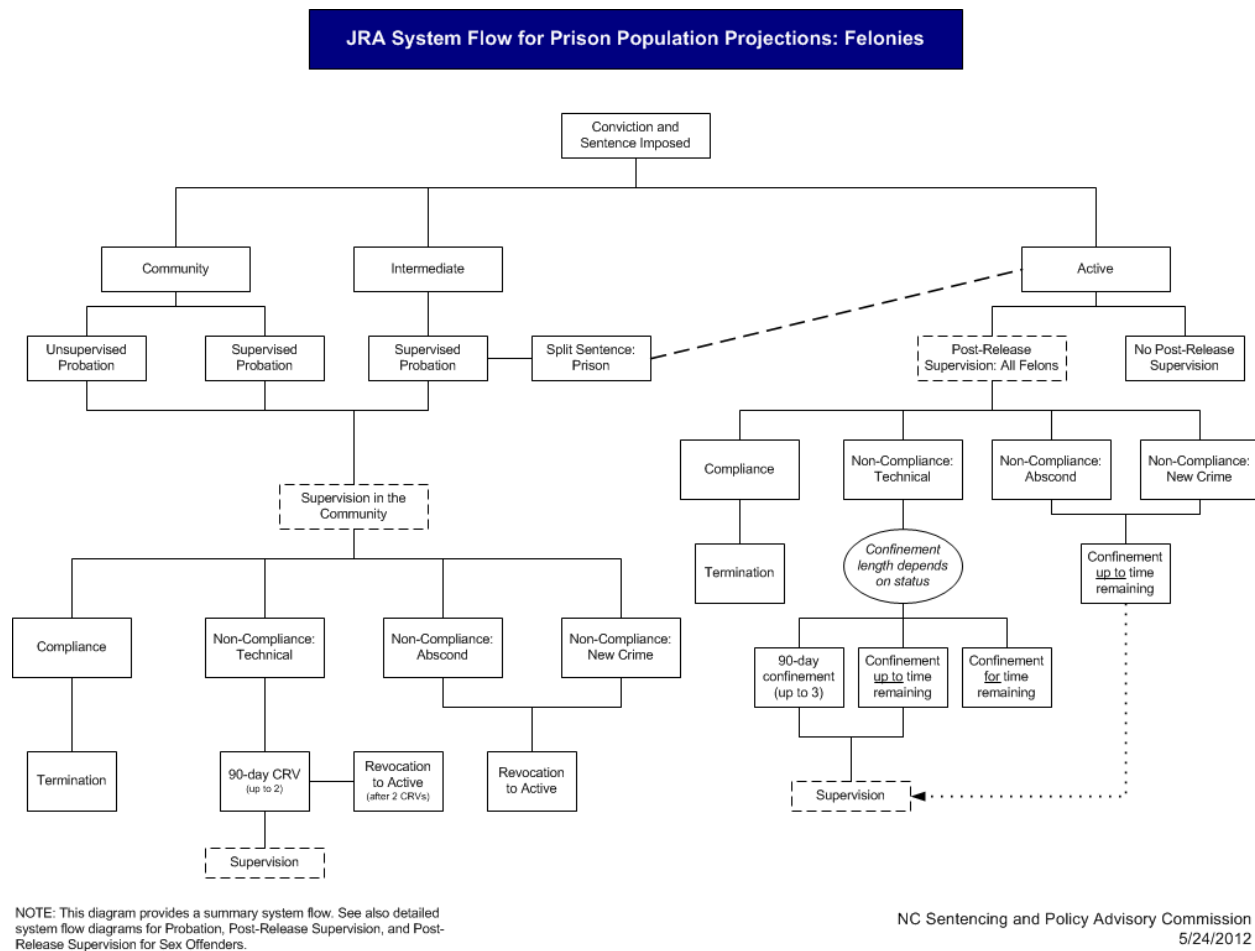 JRA System Flow for Prison Population Projections: Felonies
Conviction and
Sentence Imposed
Community
Intermediate
Active
Unsupervised
Probation
Supervised
Probation
Supervised
Probation
Split Sentence:
Prison
Post-Release
Supervision: All Felons
No Post-Release
Supervision
Compliance
Non-Compliance:
Technical
Non-Compliance:
Abscond
Non-Compliance:
New Crime
Supervision in the
Community
Termination
Confinement
length depends
on status
Confinement
up to time
remaining
Compliance
Non-Compliance:
Technical
Non-Compliance:
Abscond
Non-Compliance:
New Crime
90-day
confinement
(up to 3)
Confinement
up to time
remaining
Confinement
for time
remaining
Termination
90-day CRV
(up to 2)
Revocation
to Active
(after 2 CRVs)
Revocation
to Active
Supervision
Supervision
NOTE: This diagram provides a summary system flow. See also detailed
system flow diagrams for Probation, Post-Release Supervision, and Post-
Release Supervision for Sex Offenders.
NC Sentencing and Policy Advisory Commission
5/24/2012